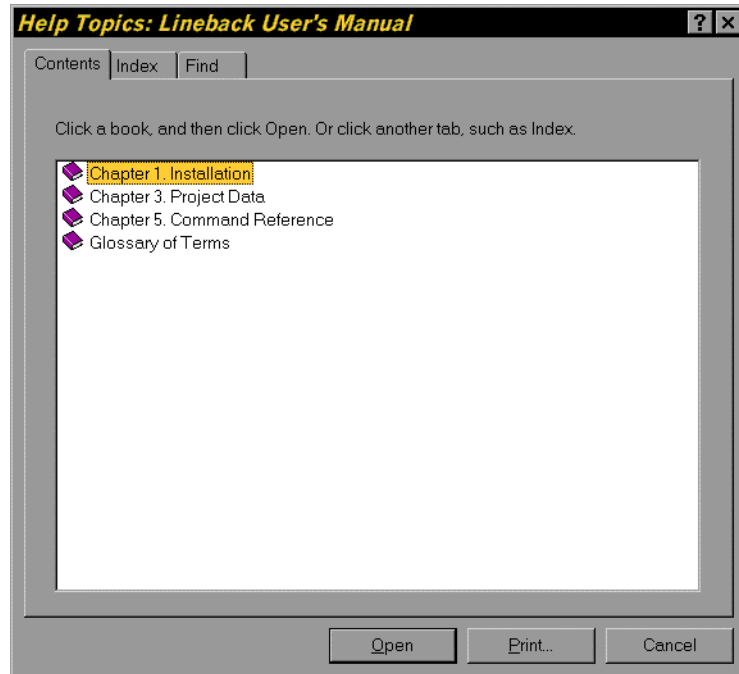 Help Topics: Lineback User's Manual
Contents Index Find
Click a book, and then click Open. Or click another tab, such as Index.
Chapter 1. Installation
Chapter 3. Project Data
Chapter 5. Command Reference
Glossary of Terms
Open Print... Cancel